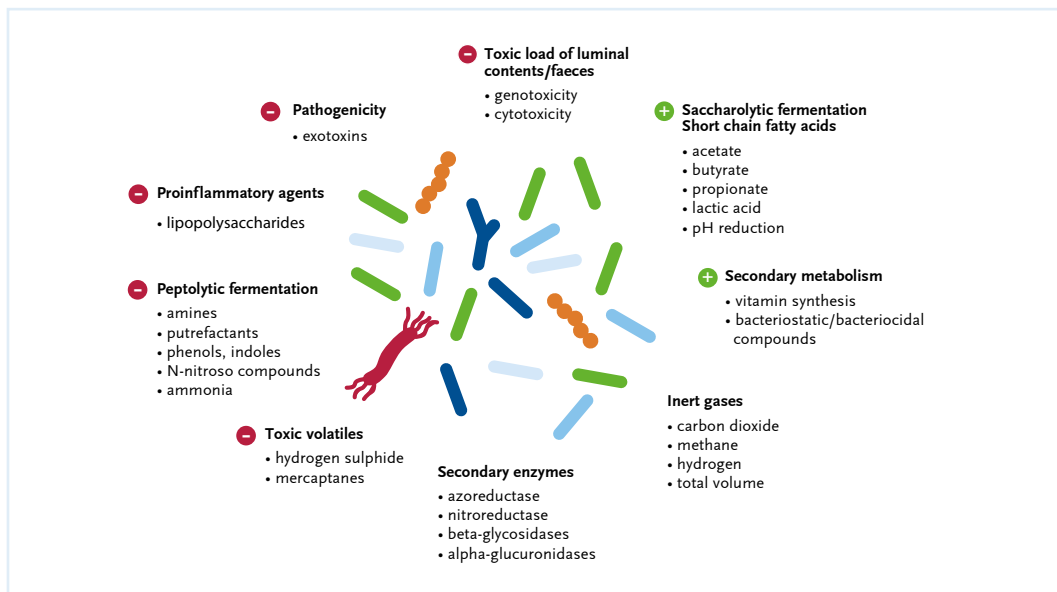 Toxic load of luminal
contents/faeces
• genotoxicity
• cytotoxicity
Pathogenicity
• exotoxins
Saccharolytic fermentation
Short chain fatty acids
• acetate
• butyrate
• propionate
• lactic acid
• pH reduction
Proinflammatory agents
• lipopolysaccharides
Secondary metabolism
• vitamin synthesis
• bacteriostatic/bacteriocidal
compounds
Peptolytic fermentation
• amines
• putrefactants
• phenols, indoles
• N-nitroso compounds
• ammonia
Inert gases
• carbon dioxide
• methane
• hydrogen
• total volume
Toxic volatiles
• hydrogen sulphide
• mercaptanes
Secondary enzymes
• azoreductase
• nitroreductase
• beta-glycosidases
• alpha-glucuronidases